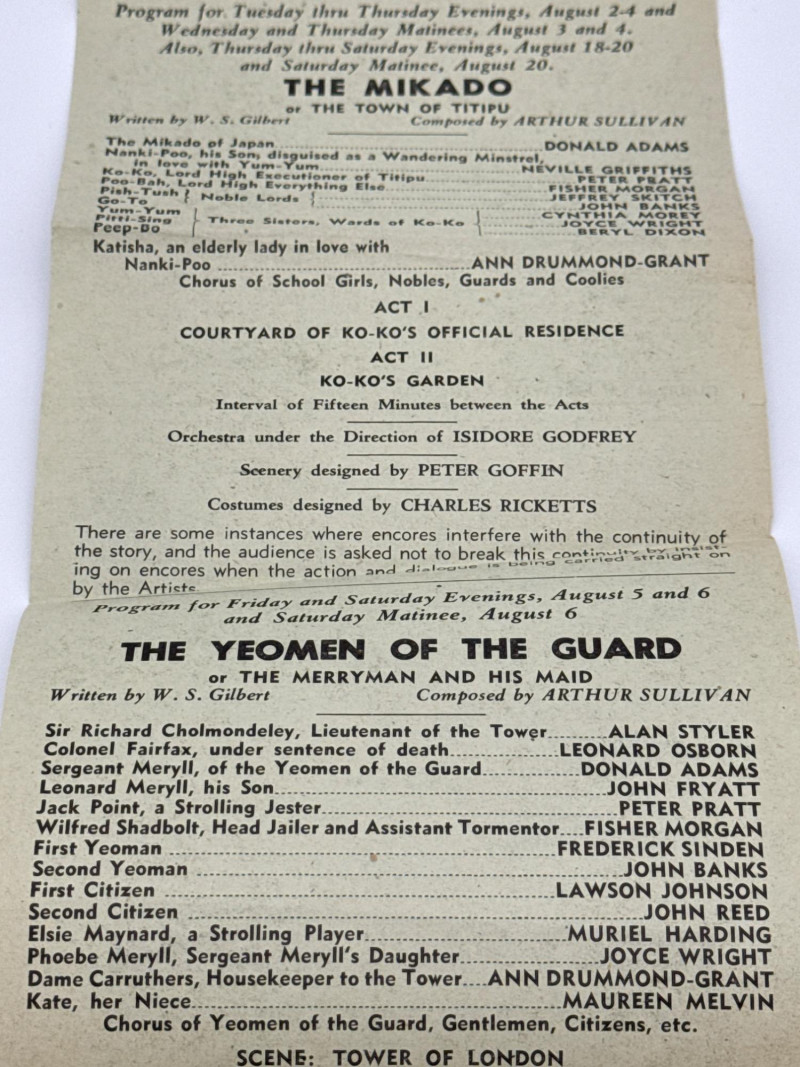 Program for Tuesday thru Thursday Evenings, August 2-4 and
Wednesday and Thursday Matinees, August 3 and 4.
Also, Thursday thru Saturday Evenings, August 18-20
and Saturday Matinee, August 20.
THE MIKADO
or THE TOWN OF TITIPU
Written by W. S. Gilbert Composed by ARTHUR SULLIVAN
The Mikado of Japan DONALD ADAMS
Nanki-Poo, his Son, disguised as a Wandering Minstrel,
in love with Yum-Yum NEVILLE GRIFFITHS
Ko-Ko, Lord High Executioner of Titipu PETER PRATT
Poo-Bah, Lord High Everything Else FISHER MORGAN
Pish-Tush } Noble Lords { JEFFREY SKITCH
Go-To JOHN BANKS
Yum-Yum CYNTHIA MOREY
Pitti-Sing } Three Sisters, Wards of Ko-Ko { JOYCE WRIGHT
Peep-Bo BERYL DIXON
Katisha, an elderly lady in love with
Nanki-Poo ANN DRUMMOND-GRANT
Chorus of School Girls, Nobles, Guards and Coolies
ACT I
COURTYARD OF KO-KO'S OFFICIAL RESIDENCE
ACT II
KO-KO'S GARDEN
Interval of Fifteen Minutes between the Acts
Orchestra under the Direction of ISIDORE GODFREY
Scenery designed by PETER GOFFIN
Costumes designed by CHARLES RICKETTS
There are some instances where encores interfere with the continuity of
the story, and the audience is asked not to break this continuity by insist-
ing on encores when the action and dialogue is being carried straight on
by the Artists
Program for Friday and Saturday Evenings, August 5 and 6
and Saturday Matinee, August 6
THE YEOMEN OF THE GUARD
or THE MERRYMAN AND HIS MAID
Written by W. S. Gilbert Composed by ARTHUR SULLIVAN
Sir Richard Cholmondeley, Lieutenant of the Tower ALAN STYLER
Colonel Fairfax, under sentence of death LEONARD OSBORN
Sergeant Meryll, of the Yeomen of the Guard DONALD ADAMS
Leonard Meryll, his Son JOHN FRYATT
Jack Point, a Strolling Jester PETER PRATT
Wilfred Shadbolt, Head Jailer and Assistant Tormentor FISHER MORGAN
First Yeoman FREDERICK SINDEN
Second Yeoman JOHN BANKS
First Citizen LAWSON JOHNSON
Second Citizen JOHN REED
Elsie Maynard, a Strolling Player MURIEL HARDING
Phoebe Meryll, Sergeant Meryll's Daughter JOYCE WRIGHT
Dame Carruthers, Housekeeper to the Tower ANN DRUMMOND-GRANT
Kate, her Niece MAUREEN MELVIN
Chorus of Yeomen of the Guard, Gentlemen, Citizens, etc.
SCENE: TOWER OF LONDON